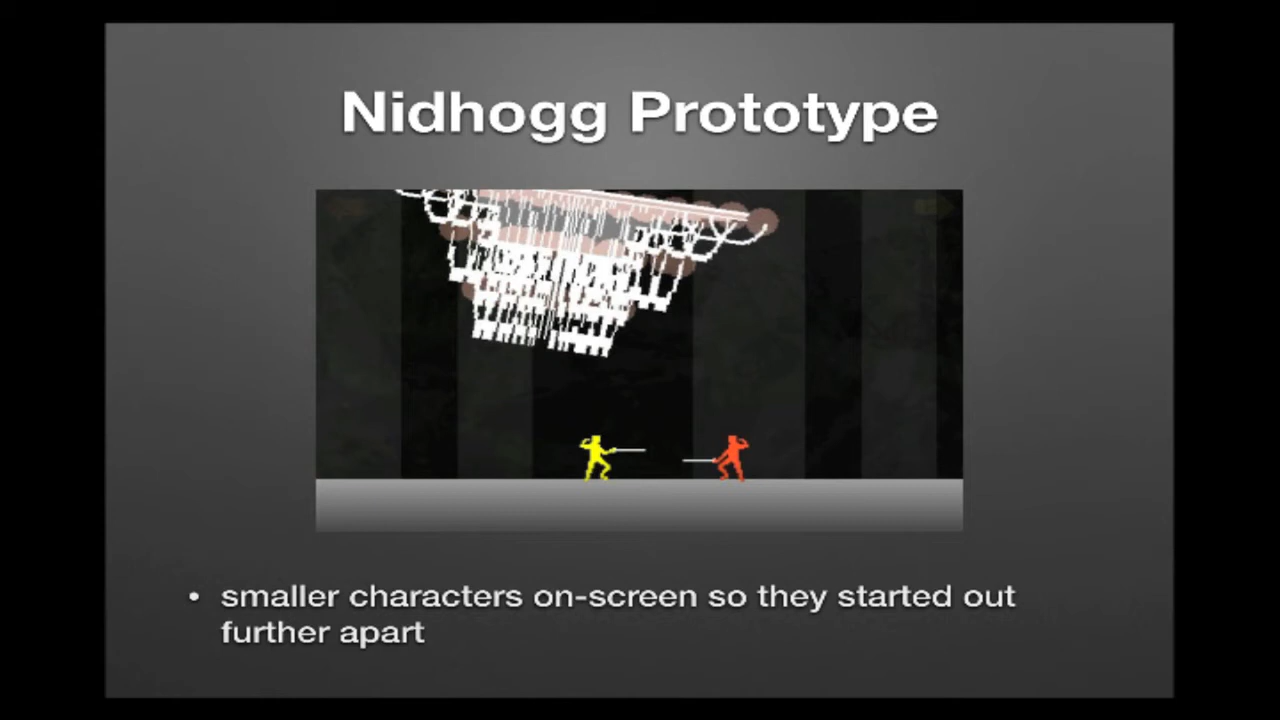 Nidhogg Prototype
• smaller characters on-screen so they started out
further apart